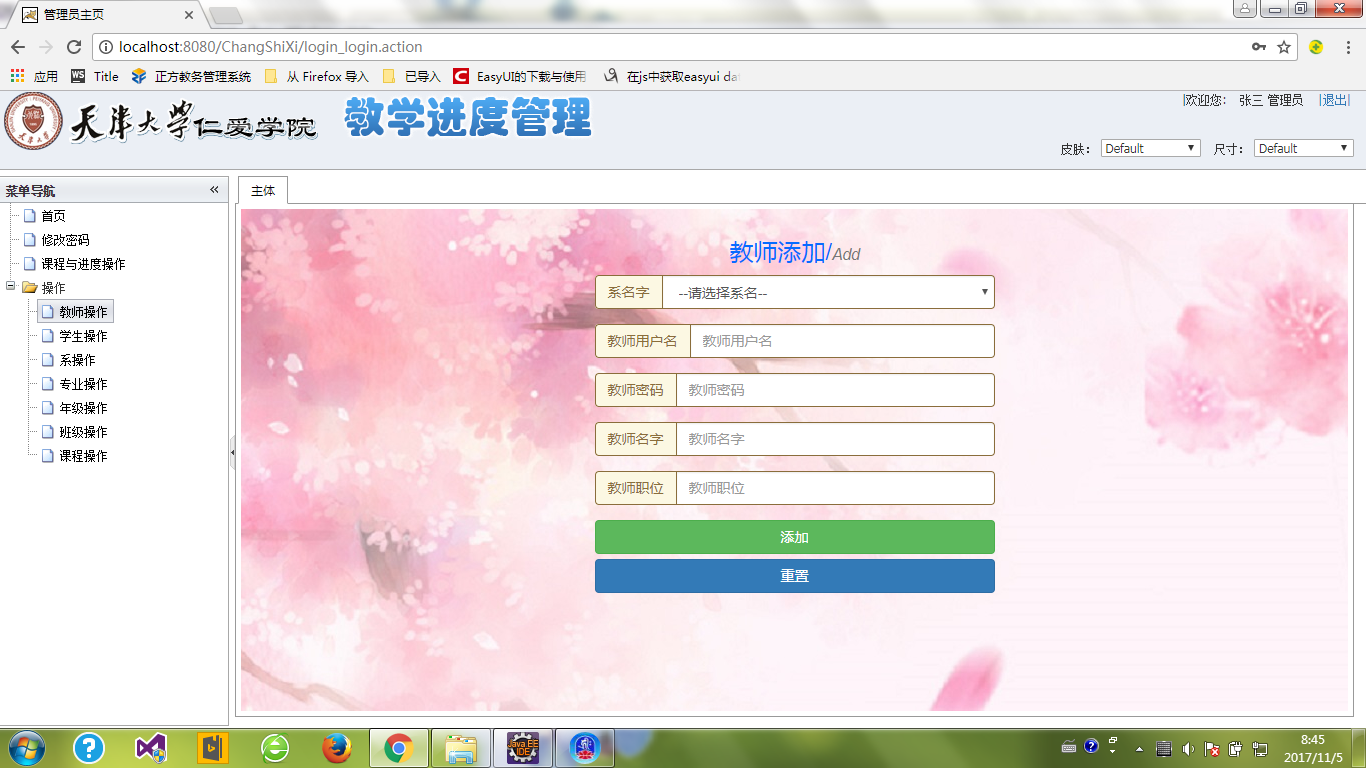 管理员主页
localhost:8080/ChangShiXi/login_login.action
应用 WS Title 正方教务管理系统 从 Firefox 导入 已导入 C EasyUI的下载与使用 在js中获取easyui dat
天津大学仁爱学院 教学进度管理
|欢迎您: 张三 管理员 |退出|
皮肤: Default 尺寸: Default
菜单导航
主体
首页
修改密码
课程与进度操作
操作
教师操作
学生操作
系操作
专业操作
年级操作
班级操作
课程操作
教师添加/Add
系名字 --请选择系名--
教师用户名 教师用户名
教师密码 教师密码
教师名字 教师名字
教师职位 教师职位
添加
重置
Java EE IDE
8:45
2017/11/5